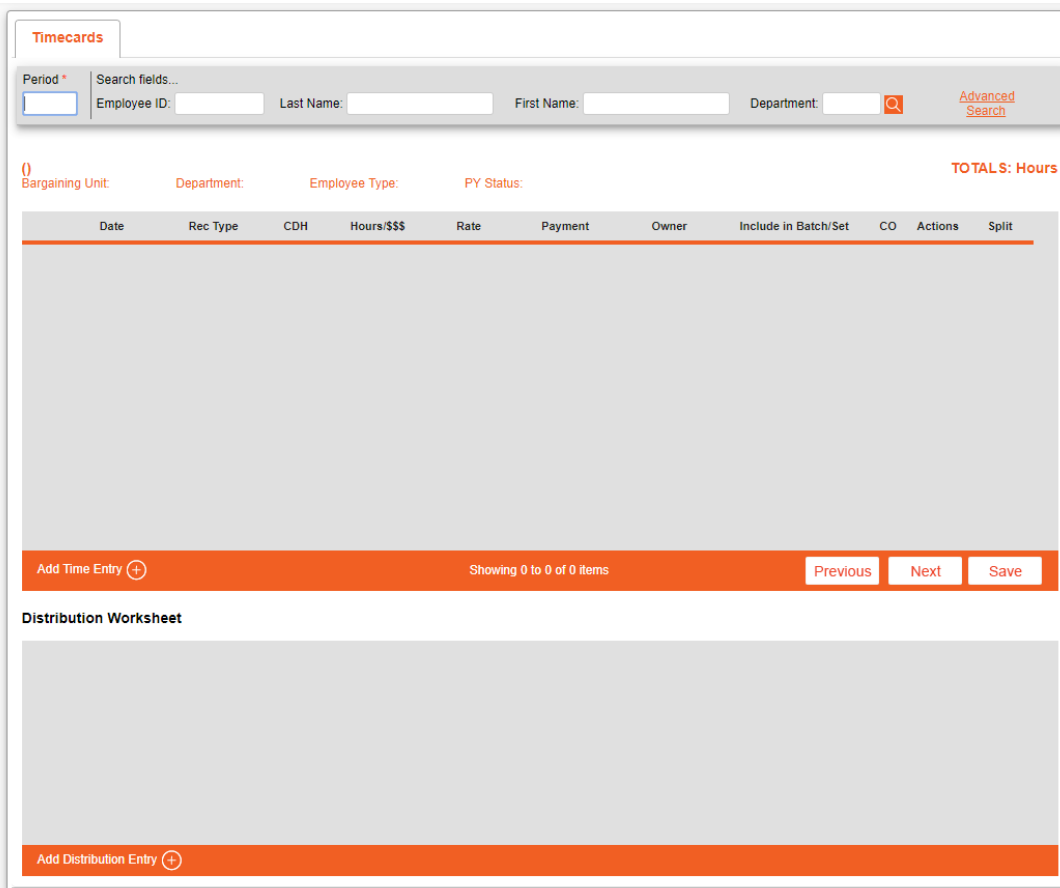 Timecards
Period * Search fields...
Employee ID: Last Name: First Name: Department: Advanced
Search
() TOTALS: Hours
Bargaining Unit: Department: Employee Type: PY Status:
Date Rec Type CDH Hours/$$$ Rate Payment Owner Include in Batch/Set CO Actions Split
Add Time Entry Showing 0 to 0 of 0 items Previous Next Save
Distribution Worksheet
Add Distribution Entry